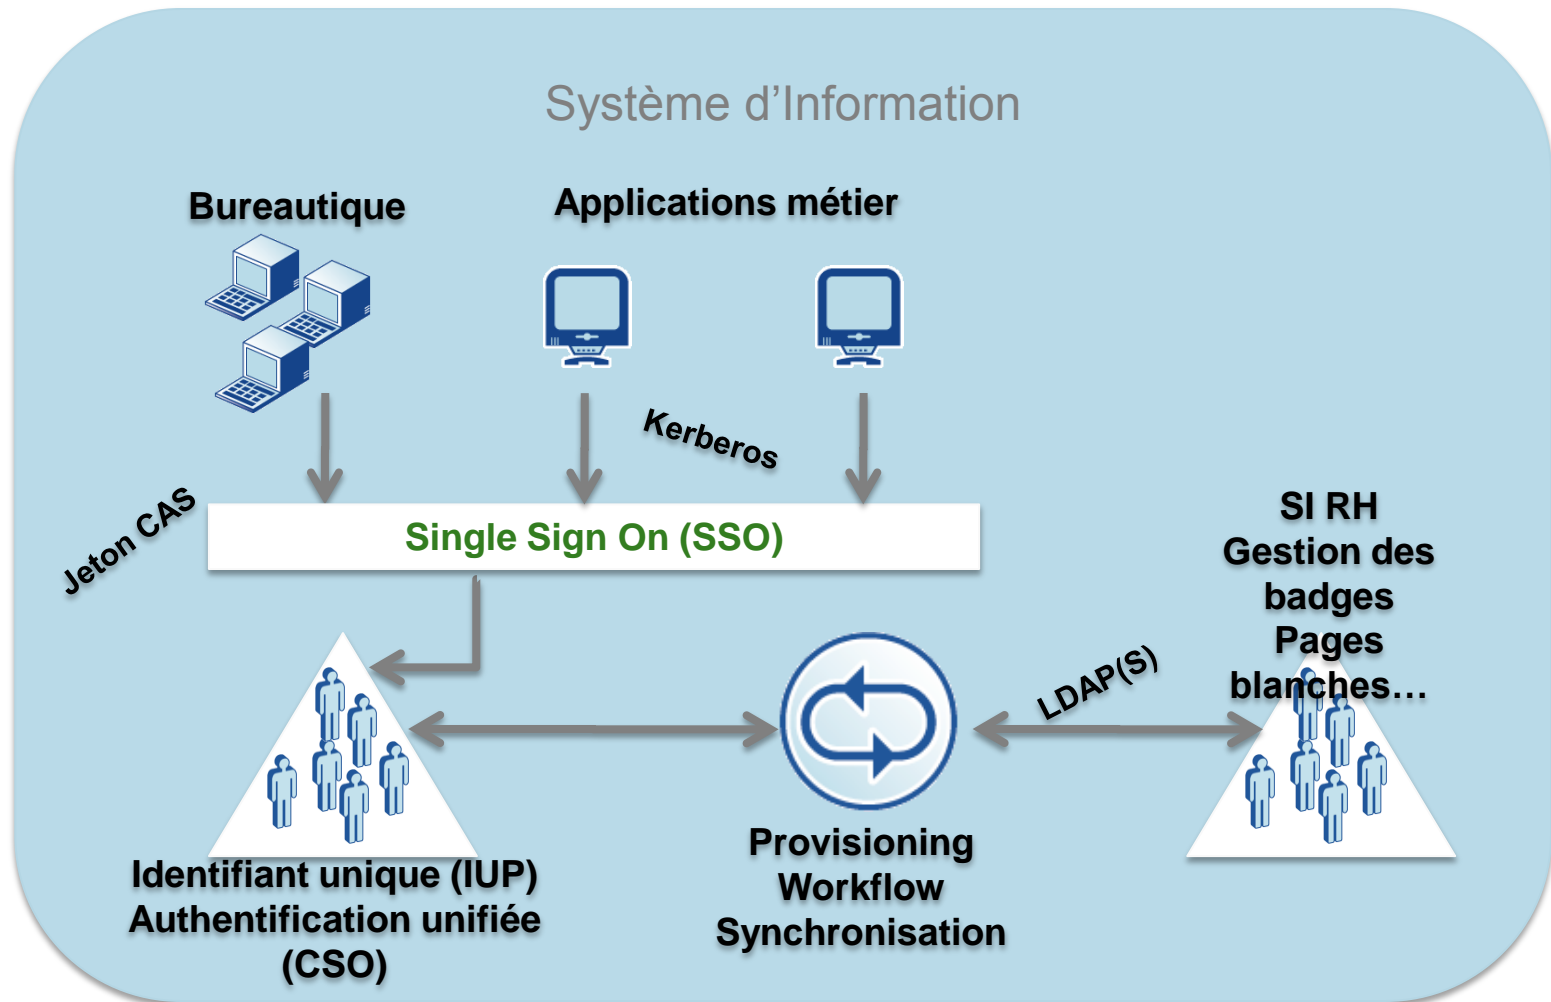 Système d’Information
Bureautique
Applications métier
Kerberos
Jeton CAS
Single Sign On (SSO)
SI RH
Gestion des
badges
Pages
blanches…
LDAP(S)
Provisioning
Workflow
Synchronisation
Identifiant unique (IUP)
Authentification unifiée
(CSO)